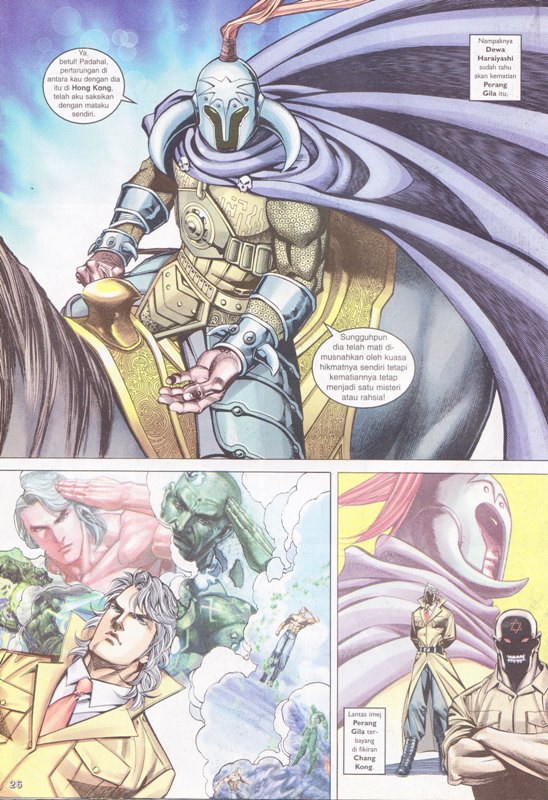 Ya,
betul! Padahal,
pertarungan di
antara kau dengan dia
itu di Hong Kong,
telah aku saksikan
dengan mataku
sendiri.
Nampaknya
Dewa
Haraiyashi
sudah tahu
akan kematian
Perang
Gila itu.
Sungguhpun
dia telah mati di-
musnahkan oleh kuasa
hikmatnya sendiri tetapi
kematiannya tetap
menjadi satu misteri
atau rahsia!
Lantas imej
Perang
Gila ter-
bayang
di fikiran
Chang
Kong.
26